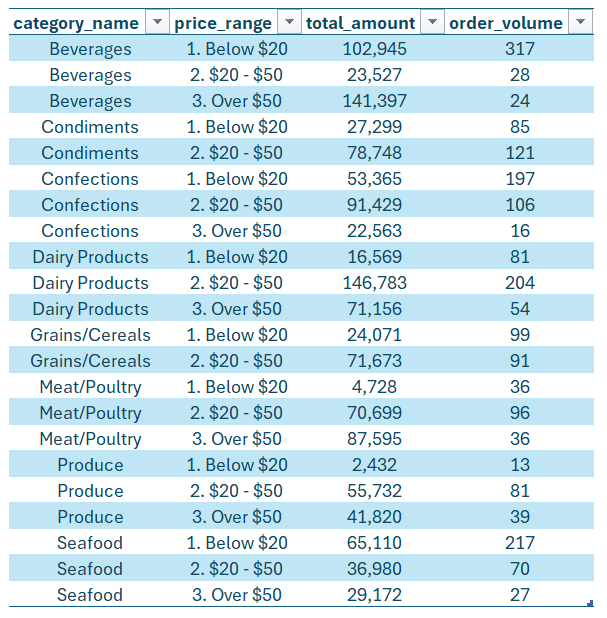 category_name price_range total_amount order_volume
Beverages 1. Below $20 102,945 317
Beverages 2. $20 - $50 23,527 28
Beverages 3. Over $50 141,397 24
Condiments 1. Below $20 27,299 85
Condiments 2. $20 - $50 78,748 121
Confections 1. Below $20 53,365 197
Confections 2. $20 - $50 91,429 106
Confections 3. Over $50 22,563 16
Dairy Products 1. Below $20 16,569 81
Dairy Products 2. $20 - $50 146,783 204
Dairy Products 3. Over $50 71,156 54
Grains/Cereals 1. Below $20 24,071 99
Grains/Cereals 2. $20 - $50 71,673 91
Meat/Poultry 1. Below $20 4,728 36
Meat/Poultry 2. $20 - $50 70,699 96
Meat/Poultry 3. Over $50 87,595 36
Produce 1. Below $20 2,432 13
Produce 2. $20 - $50 55,732 81
Produce 3. Over $50 41,820 39
Seafood 1. Below $20 65,110 217
Seafood 2. $20 - $50 36,980 70
Seafood 3. Over $50 29,172 27